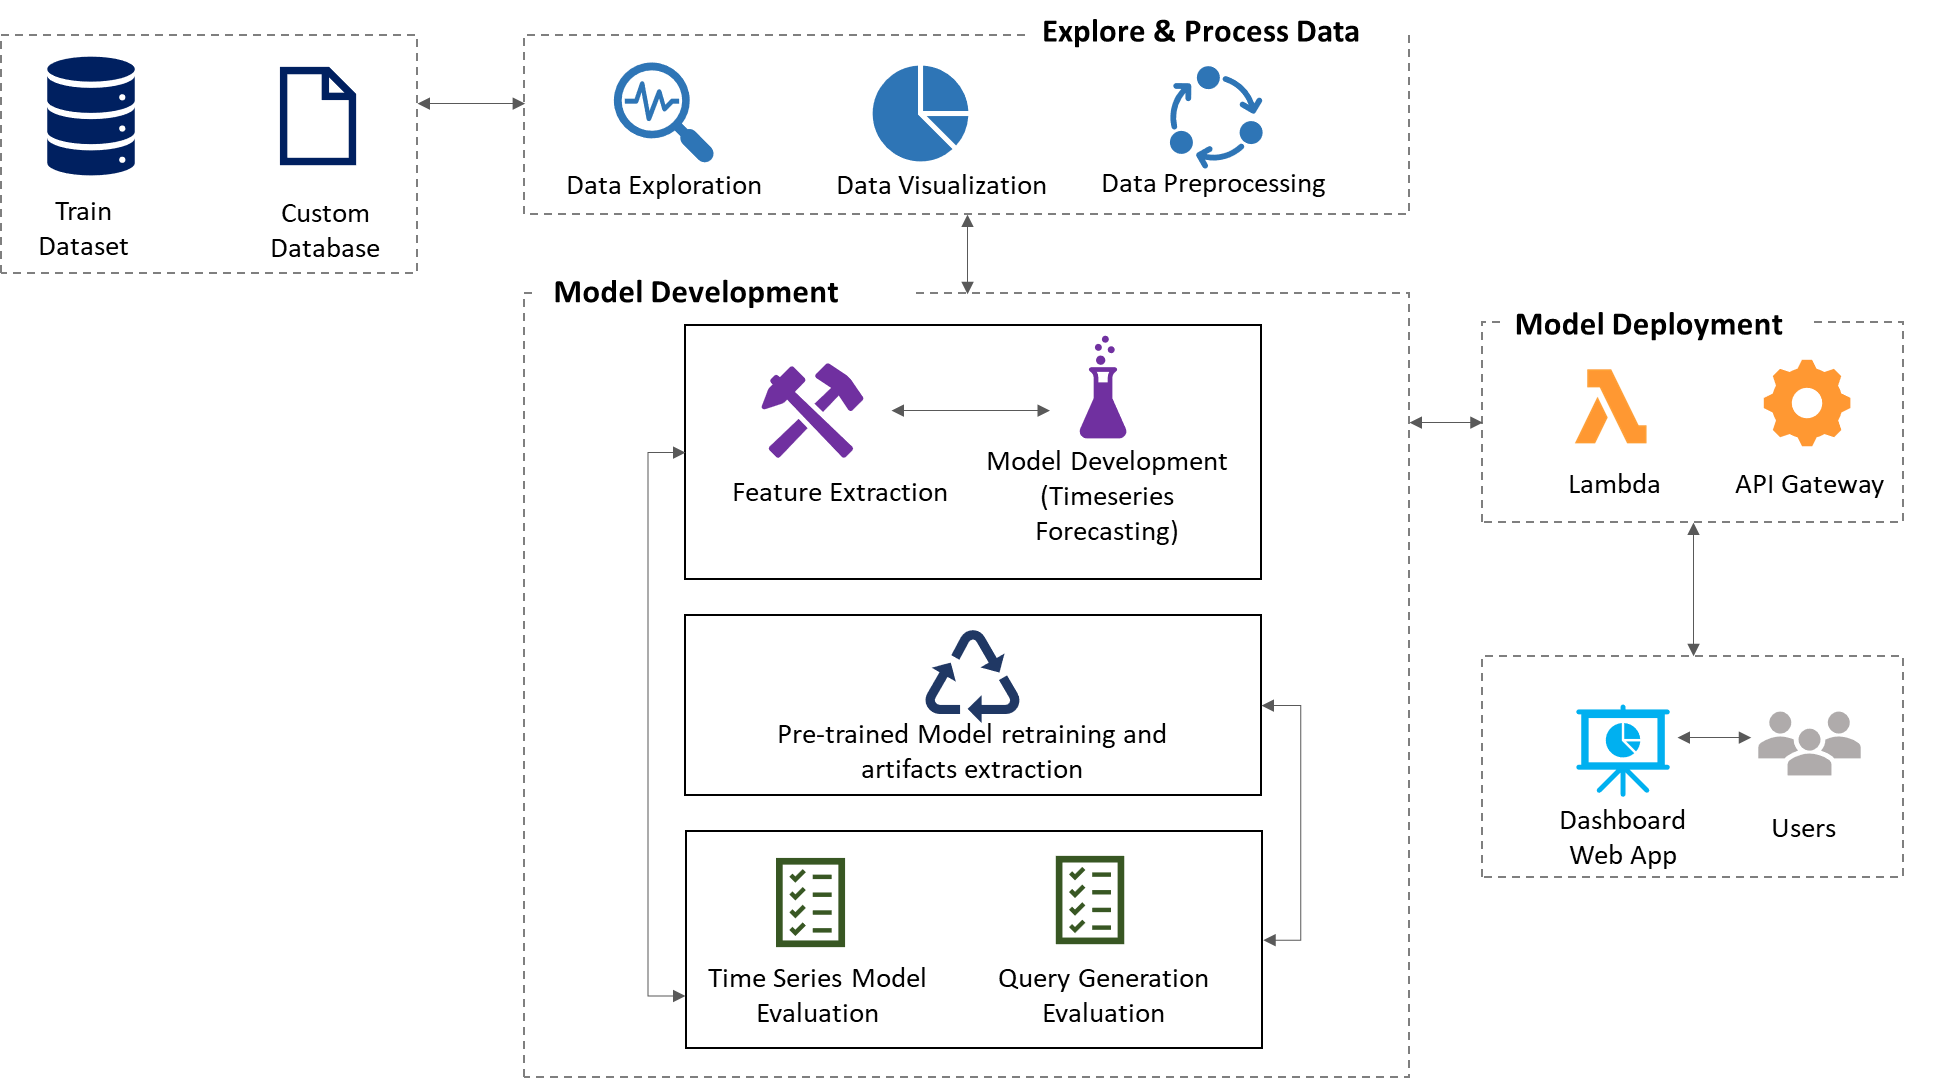 Train
Dataset
Custom
Database
Explore & Process Data
Data Exploration
Data Visualization
Data Preprocessing
Model Development
Feature Extraction
Model Development
(Timeseries
Forecasting)
Pre-trained Model retraining and
artifacts extraction
Time Series Model
Evaluation
Query Generation
Evaluation
Model Deployment
Lambda
API Gateway
Dashboard
Web App
Users